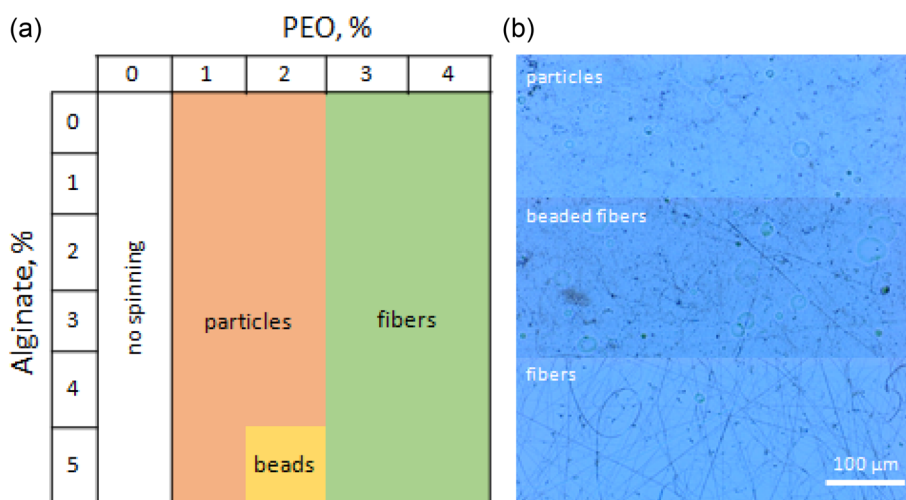 (a)
PEO, %
0 1 2 3 4
Alginate, %
0
1
2
3
4
5
no spinning
particles
fibers
beads
(b)
particles
beaded fibers
fibers
100 μm